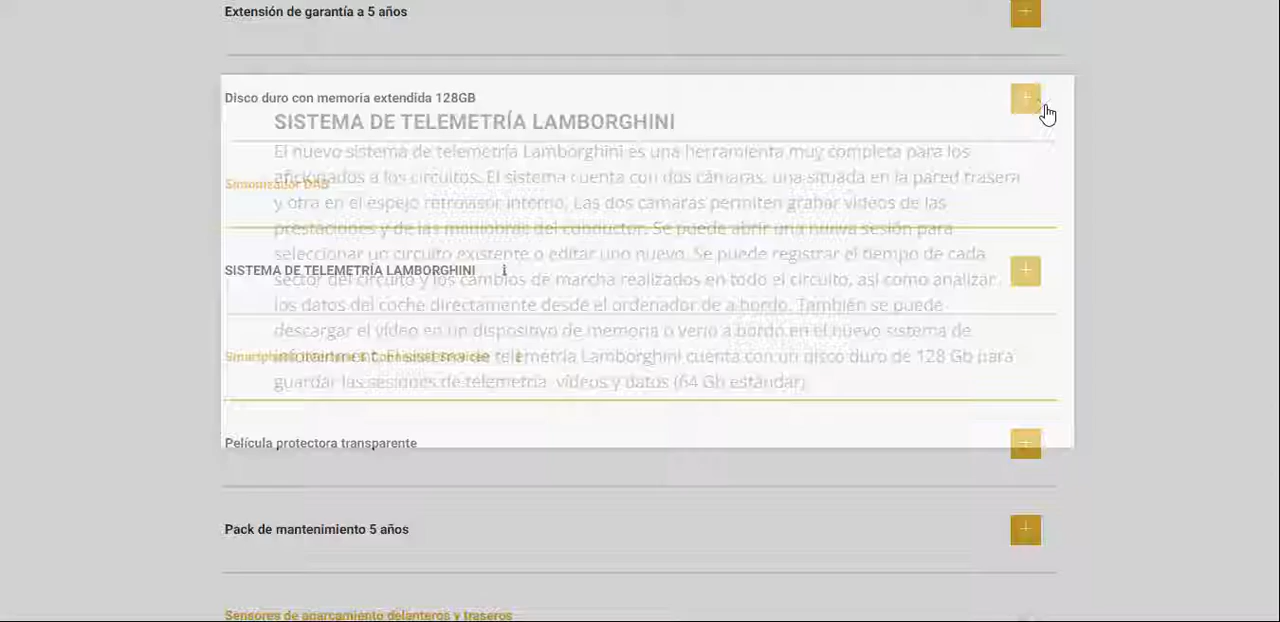 Extensión de garantía a 5 años
Disco duro con memoria extendida 128GB
SISTEMA DE TELEMETRÍA LAMBORGHINI
El nuevo sistema de telemetría Lamborghini es una herramienta muy completa para los
aficionados a los circuitos. El sistema cuenta con dos cámaras, una situada en la pared trasera
Sintonizador DAB
y otra en el espejo retrovisor interno. Las dos cámaras permiten grabar vídeos de las
prestaciones y de las maniobras del conductor. Se puede abrir una nueva sesión para
seleccionar un circuito existente o editar uno nuevo. Se puede registrar el tiempo de cada
SISTEMA DE TELEMETRÍA LAMBORGHINI i
sector del circuito y los cambios de marcha realizados en todo el circuito, así como analizar
los datos del coche directamente desde el ordenador de a bordo. También se puede
descargar el vídeo en un dispositivo de memoria o verlo a bordo en el nuevo sistema de
infotainment. El sistema de telemetría Lamborghini cuenta con un disco duro de 128 Gb para
guardar las sesiones de telemetría, vídeos y datos (64 Gb estándar).
Película protectora transparente
Pack de mantenimiento 5 años
Sensores de aparcamiento delanteros y traseros